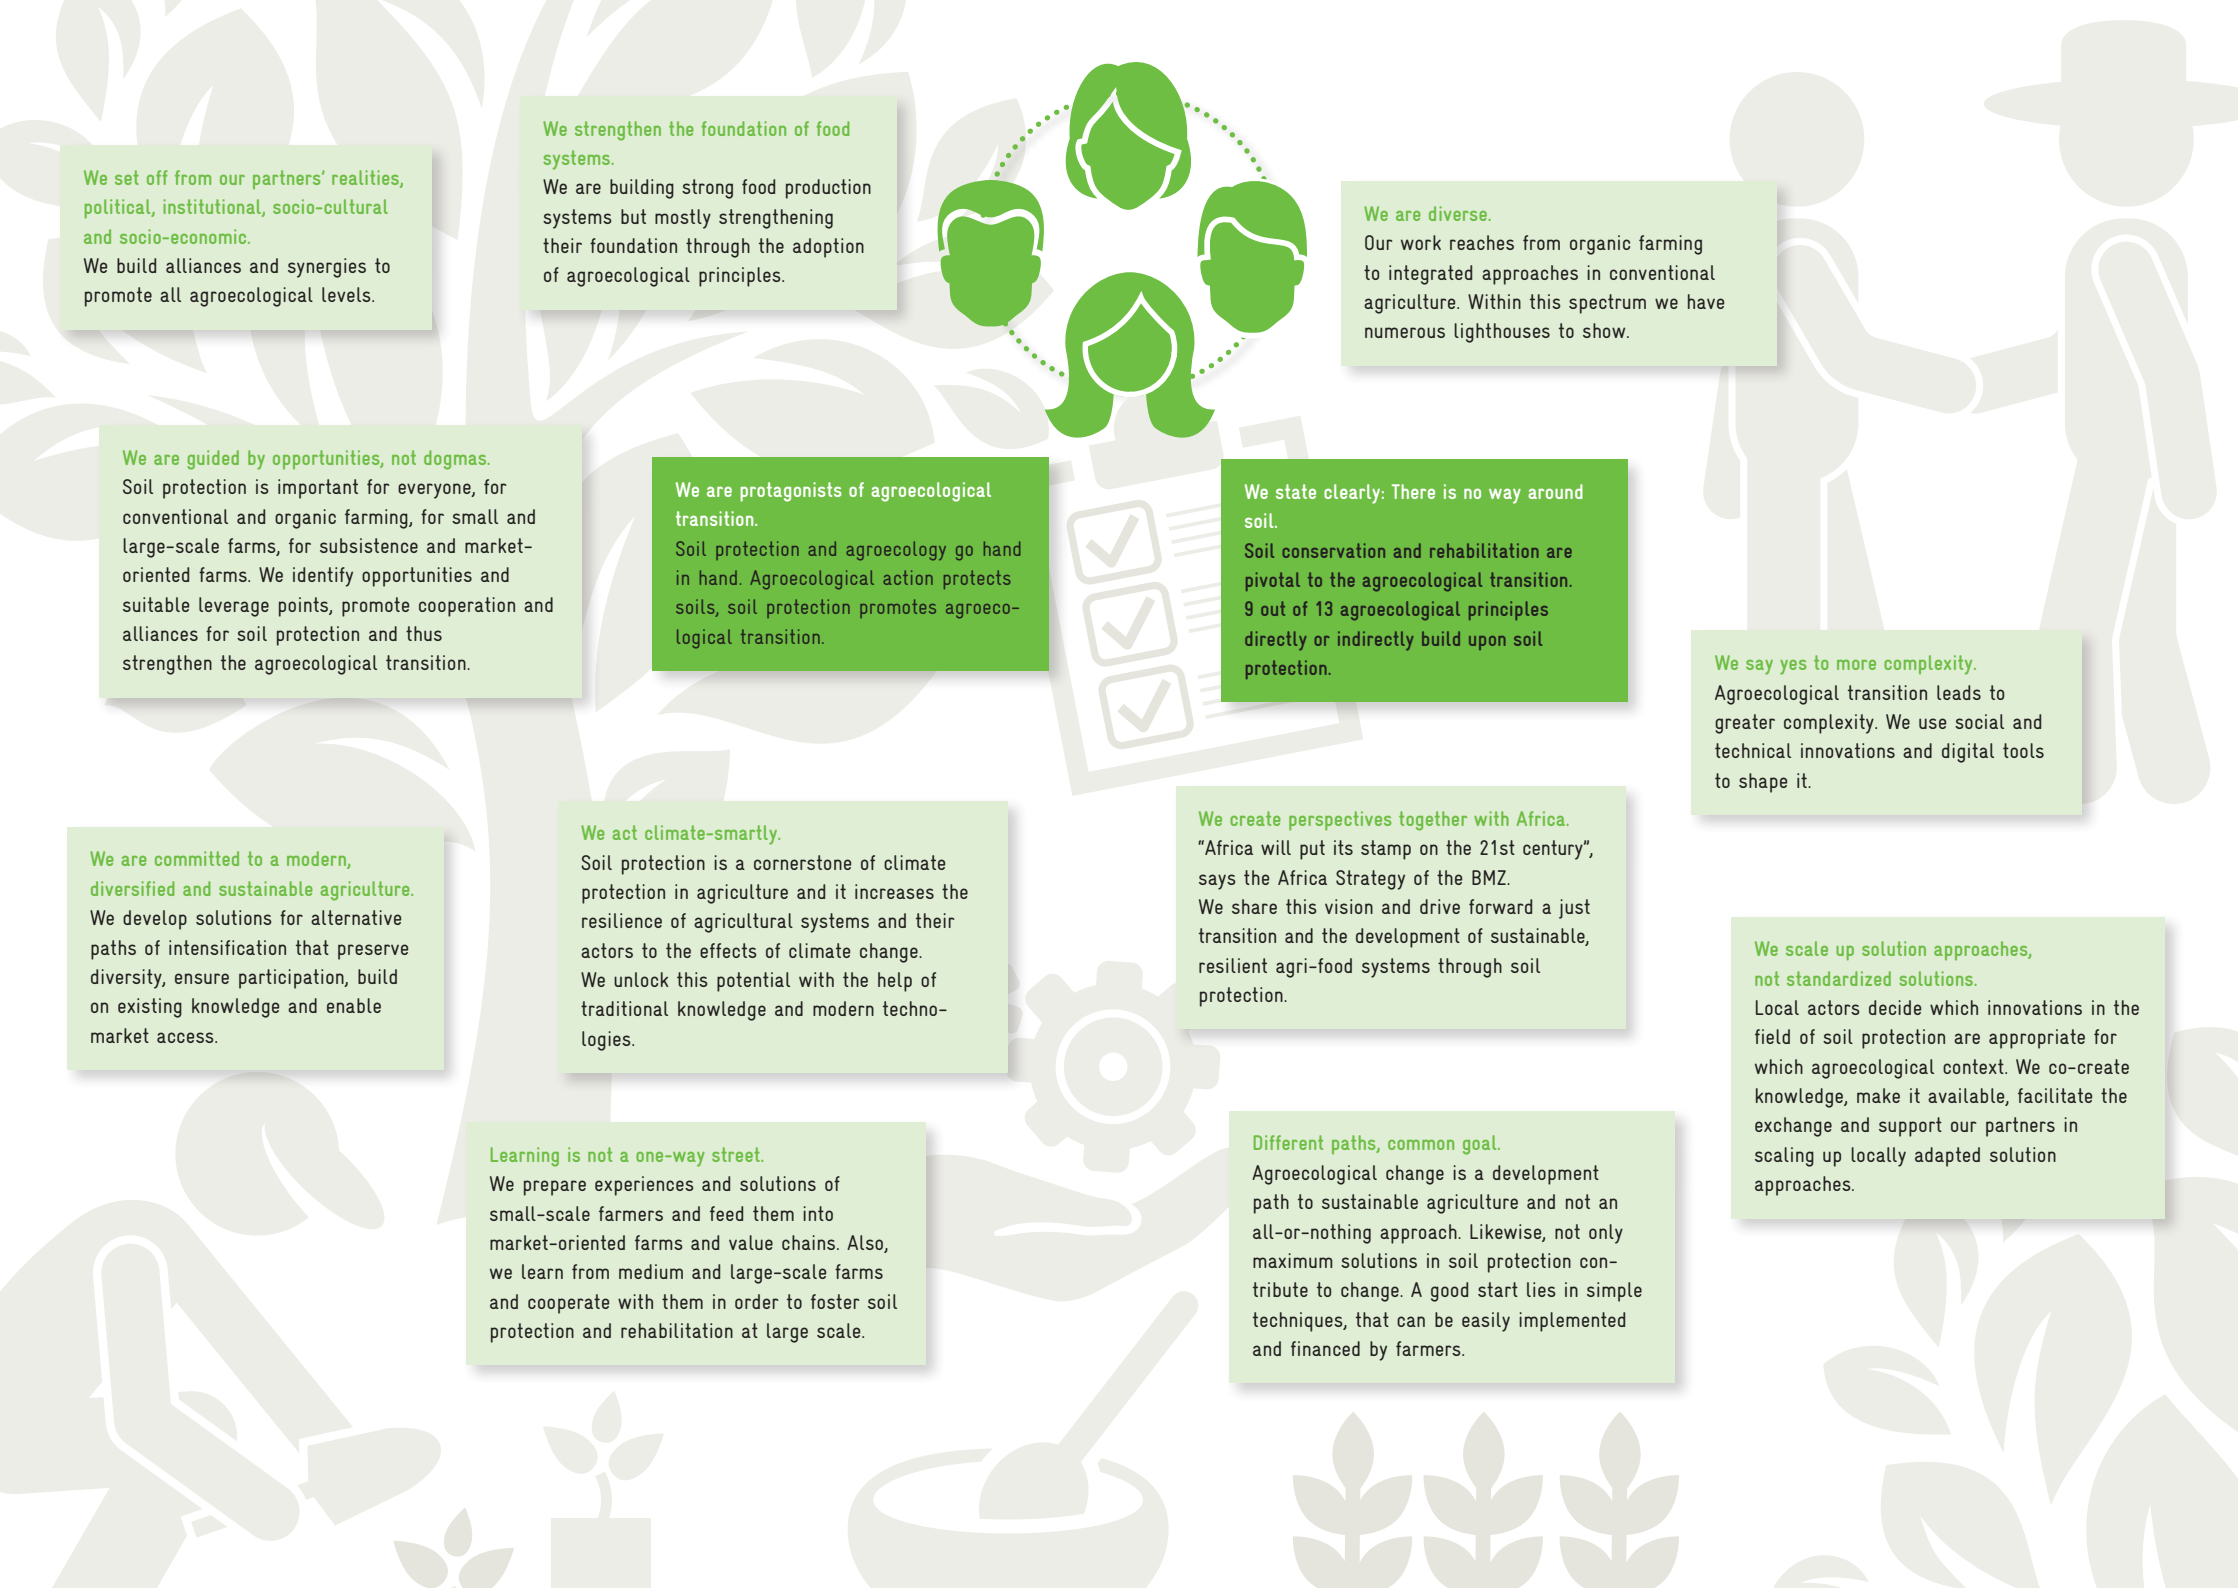 We set off from our partners’ realities,
political, institutional, socio-cultural
and socio-economic.
We build alliances and synergies to
promote all agroecological levels.
We strengthen the foundation of food
systems.
We are building strong food production
systems but mostly strengthening
their foundation through the adoption
of agroecological principles.
We are diverse.
Our work reaches from organic farming
to integrated approaches in conventional
agriculture. Within this spectrum we have
numerous lighthouses to show.
We are guided by opportunities, not dogmas.
Soil protection is important for everyone, for
conventional and organic farming, for small and
large-scale farms, for subsistence and market-
oriented farms. We identify opportunities and
suitable leverage points, promote cooperation and
alliances for soil protection and thus
strengthen the agroecological transition.
We are protagonists of agroecological
transition.
Soil protection and agroecology go hand
in hand. Agroecological action protects
soils, soil protection promotes agroeco-
logical transition.
We state clearly: There is no way around
soil.
Soil conservation and rehabilitation are
pivotal to the agroecological transition.
9 out of 13 agroecological principles
directly or indirectly build upon soil
protection.
We say yes to more complexity.
Agroecological transition leads to
greater complexity. We use social and
technical innovations and digital tools
to shape it.
We are committed to a modern,
diversified and sustainable agriculture.
We develop solutions for alternative
paths of intensification that preserve
diversity, ensure participation, build
on existing knowledge and enable
market access.
We act climate-smartly.
Soil protection is a cornerstone of climate
protection in agriculture and it increases the
resilience of agricultural systems and their
actors to the effects of climate change.
We unlock this potential with the help of
traditional knowledge and modern techno-
logies.
We create perspectives together with Africa.
“Africa will put its stamp on the 21st century”,
says the Africa Strategy of the BMZ.
We share this vision and drive forward a just
transition and the development of sustainable,
resilient agri-food systems through soil
protection.
We scale up solution approaches,
not standardized solutions.
Local actors decide which innovations in the
field of soil protection are appropriate for
which agroecological context. We co-create
knowledge, make it available, facilitate the
exchange and support our partners in
scaling up locally adapted solution
approaches.
Learning is not a one-way street.
We prepare experiences and solutions of
small-scale farmers and feed them into
market-oriented farms and value chains. Also,
we learn from medium and large-scale farms
and cooperate with them in order to foster soil
protection and rehabilitation at large scale.
Different paths, common goal.
Agroecological change is a development
path to sustainable agriculture and not an
all-or-nothing approach. Likewise, not only
maximum solutions in soil protection con-
tribute to change. A good start lies in simple
techniques, that can be easily implemented
and financed by farmers.